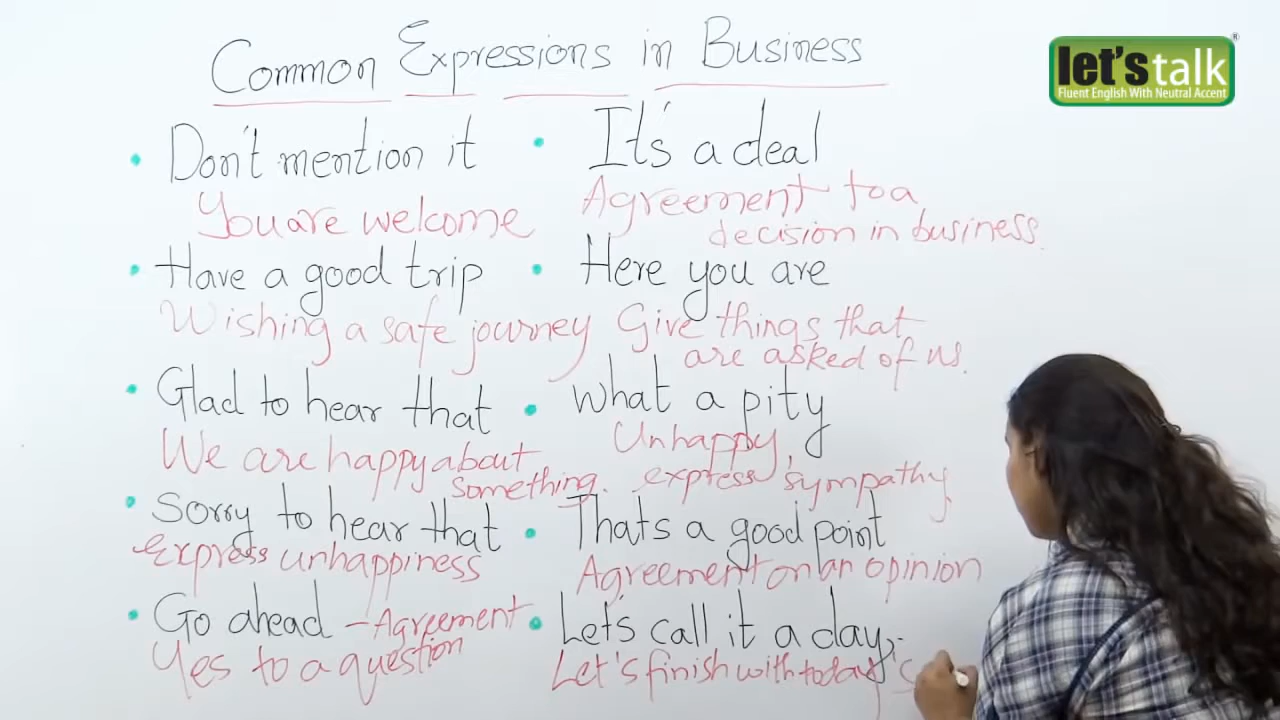 Common Expressions in Business
let's talk
Fluent English With Neutral Accent
Don't mention it
You are welcome
Have a good trip
Wishing a safe journey
Glad to hear that
We are happy about
something.
Sorry to hear that
Express unhappiness
Go ahead – Agreement
Yes to a question
It's a deal
Agreement to a
decision in business.
Here you are
Give things that
are asked of us.
What a pity
Unhappy,
express sympathy
Thats a good point
Agreement on an opinion
Let's call it a day:-
Let's finish with today's